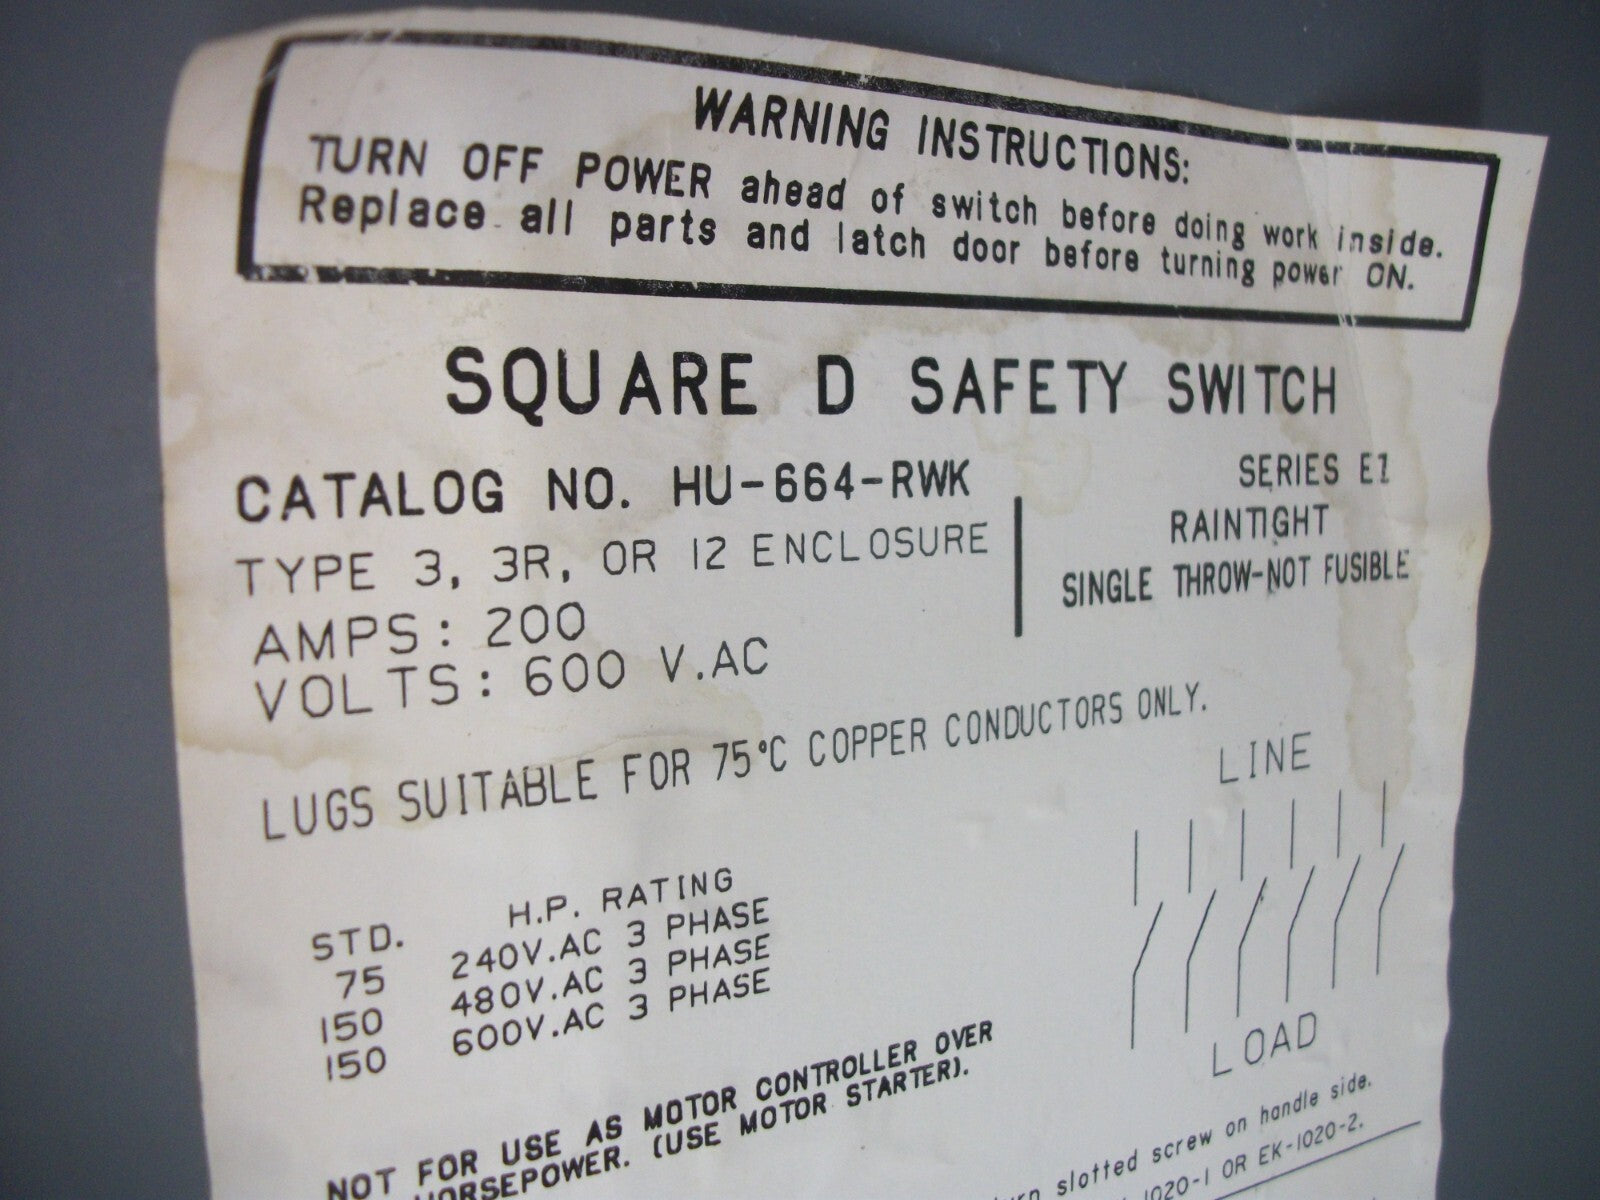 WARNING INSTRUCTIONS:
TURN OFF POWER ahead of switch before doing work inside.
Replace all parts and latch door before turning power ON.
SQUARE D SAFETY SWITCH
CATALOG NO. HU-664-RWK
SERIES E1
TYPE 3, 3R, OR 12 ENCLOSURE
RAINTIGHT
AMPS: 200
SINGLE THROW-NOT FUSIBLE
VOLTS: 600 V.AC
LUGS SUITABLE FOR 75°C COPPER CONDUCTORS ONLY.
LINE
H.P. RATING
STD.
75 240V.AC 3 PHASE
150 480V.AC 3 PHASE
150 600V.AC 3 PHASE
LOAD
NOT FOR USE AS MOTOR CONTROLLER OVER
HORSEPOWER. (USE MOTOR STARTER).
slotted screw on handle side.
1020-1 OR EK-1020-2.